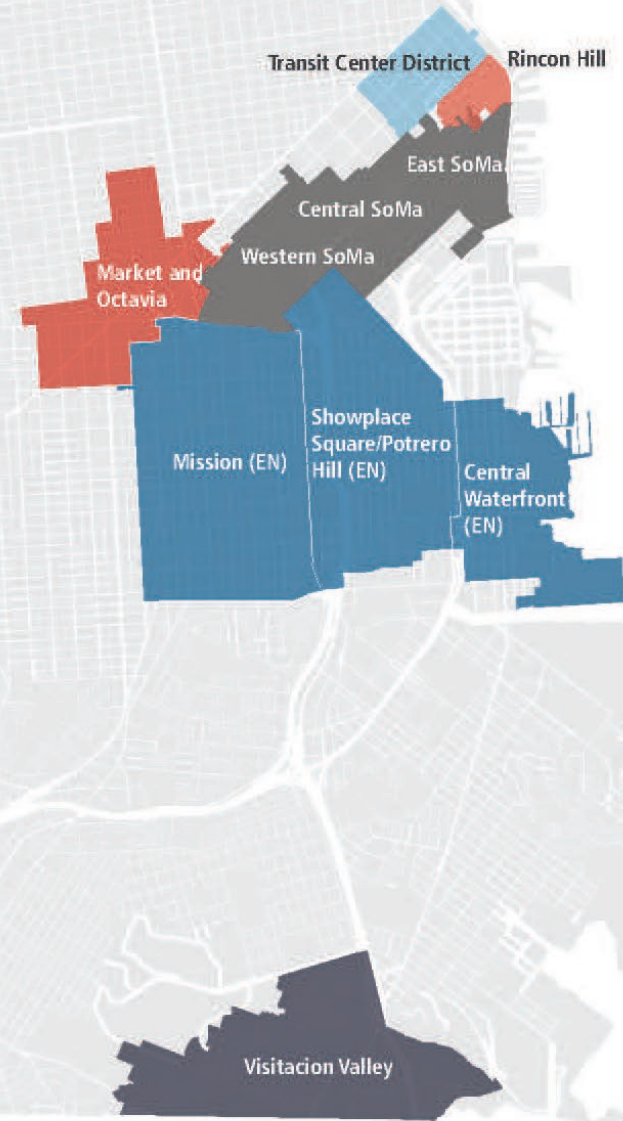 Transit Center District
Rincon Hill
East SoMa
Central SoMa
Western SoMa
Market and
Octavia
Showplace
Square/Potrero
Hill (EN)
Mission (EN)
Central
Waterfront
(EN)
Visitacion Valley